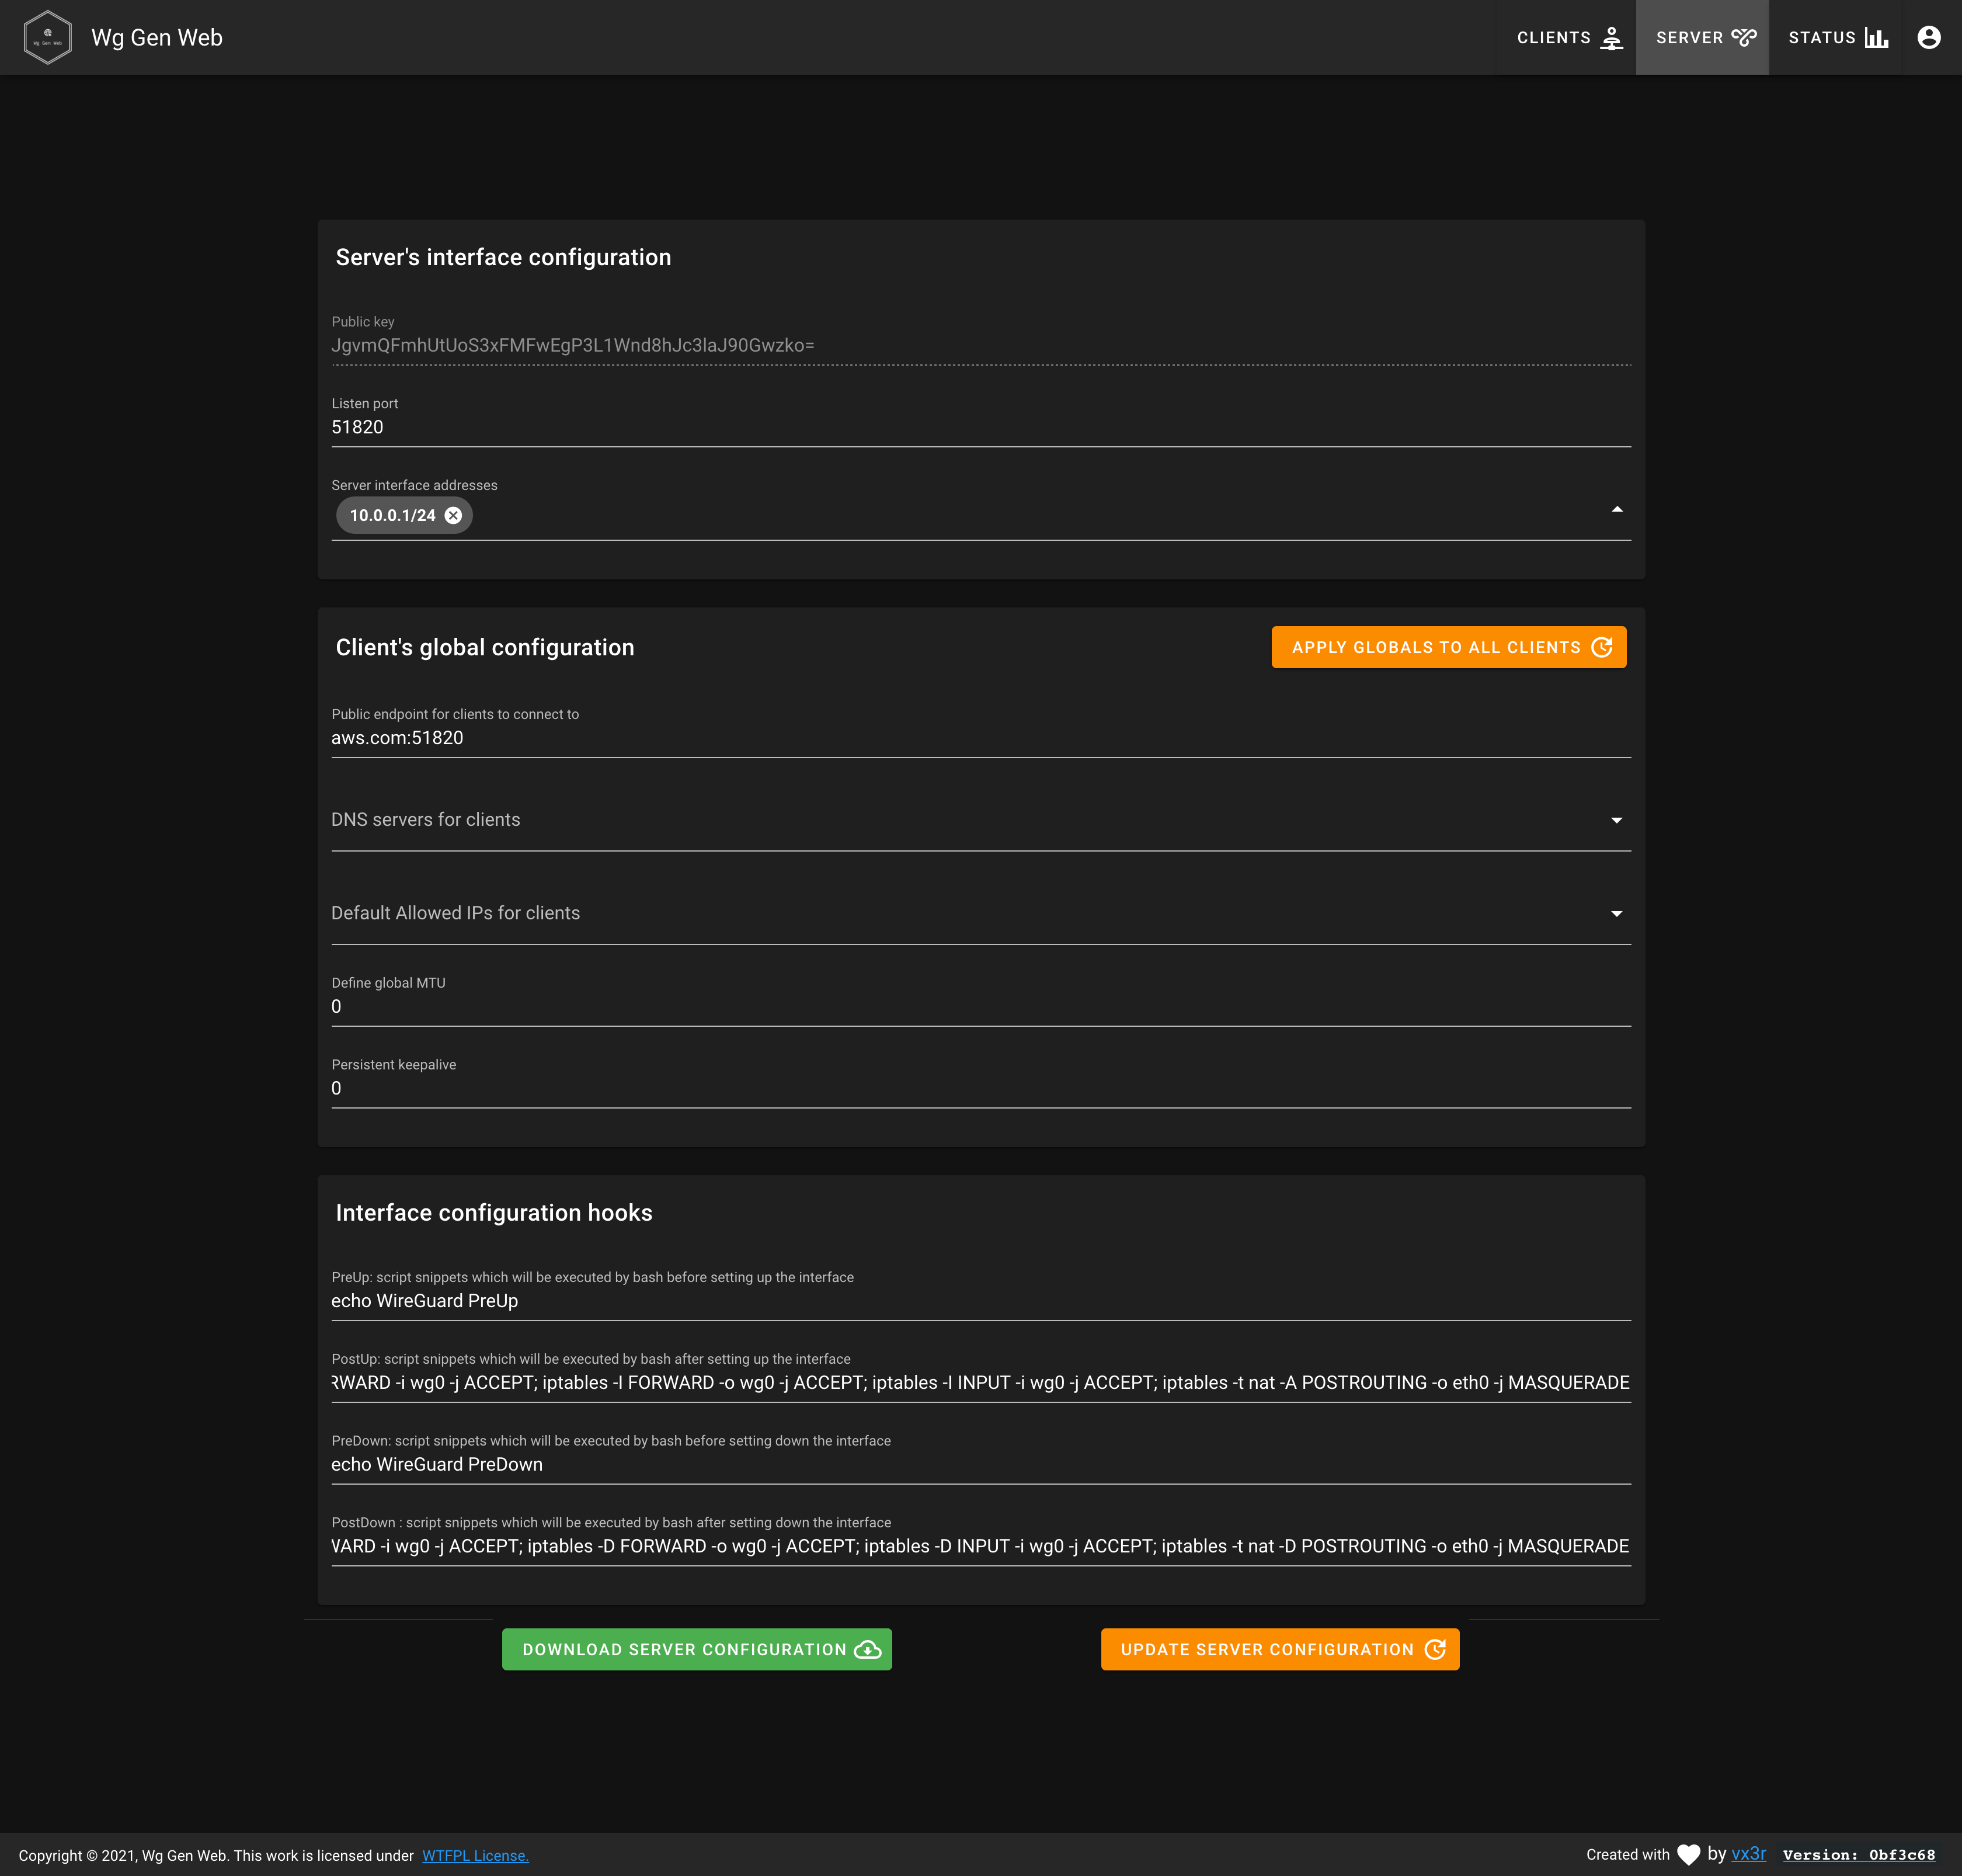 Wg Gen Web
Wg Gen Web
CLIENTS
SERVER
STATUS
Server's interface configuration
Public key
JgvmQFmhUtUoS3xFMFwEgP3L1Wnd8hJc3laJ90Gwzko=
Listen port
51820
Server interface addresses
10.0.0.1/24
Client's global configuration
APPLY GLOBALS TO ALL CLIENTS
Public endpoint for clients to connect to
aws.com:51820
DNS servers for clients
Default Allowed IPs for clients
Define global MTU
0
Persistent keepalive
0
Interface configuration hooks
PreUp: script snippets which will be executed by bash before setting up the interface
echo WireGuard PreUp
PostUp: script snippets which will be executed by bash after setting up the interface
RWARD -i wg0 -j ACCEPT; iptables -I FORWARD -o wg0 -j ACCEPT; iptables -I INPUT -i wg0 -j ACCEPT; iptables -t nat -A POSTROUTING -o eth0 -j MASQUERADE
PreDown: script snippets which will be executed by bash before setting down the interface
echo WireGuard PreDown
PostDown : script snippets which will be executed by bash after setting down the interface
WARD -i wg0 -j ACCEPT; iptables -D FORWARD -o wg0 -j ACCEPT; iptables -D INPUT -i wg0 -j ACCEPT; iptables -t nat -D POSTROUTING -o eth0 -j MASQUERADE
DOWNLOAD SERVER CONFIGURATION
UPDATE SERVER CONFIGURATION
Copyright © 2021, Wg Gen Web. This work is licensed under WTFPL License.
Created with by vx3r Version: 0bf3c68